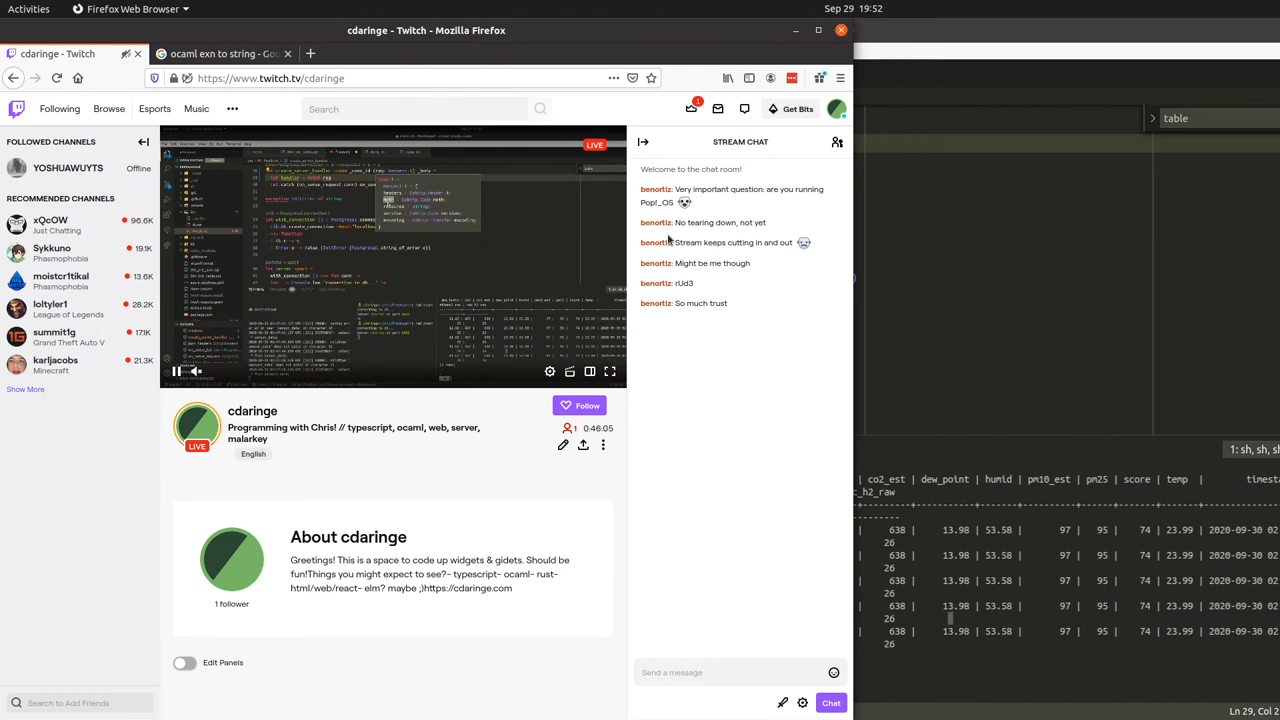 Activities
Firefox Web Browser
Sep 29 19:52
cdaringe - Twitch - Mozilla Firefox
cdaringe - Twitch
ocaml exn to string - Goo
https://www.twitch.tv/cdaringe
Following
Browse
Esports
Music
Search
1
Get Bits
table
FOLLOWED CHANNELS
YOSHUAWUYTS
Offline
RECOMMENDED CHANNELS
xQcOW
96.6K
Just Chatting
Sykkuno
17.1K
Phasmophobia
moistcr1tikal
13.6K
Phasmophobia
loltyler1
28.2K
League of Legends
summit1g
17.1K
Grand Theft Auto V
karljacobs
21.3K
Minecraft
Show More
Search to Add Friends
LIVE
cdaringe
LIVE
Programming with Chris! // typescript, ocaml, web, server,
malarkey
English
Follow
1
0:46:05
About cdaringe
Greetings! This is a space to code up widgets & gidets. Should be
fun!Things you might expect to see?- typescript- ocaml- rust-
html/web/react- elm? maybe ;)https://cdaringe.com
1 follower
Edit Panels
STREAM CHAT
Welcome to the chat room!
benortiz: Very important question: are you running
Pop!_OS
benortiz: No tearing down, not yet
benortiz: Stream keeps cutting in and out
benortiz: Might be me though
benortiz: rUd3
benortiz: So much trust
Send a message
Chat
1: sh, sh, sh
| co2_est | dew_point | humid | pm10_est | pm25 | score | temp | timesta
c_h2_raw
| 638 | 13.98 | 53.58 | 97 | 95 | 74 | 23.99 | 2020-09-30 02
26
| 638 | 13.98 | 53.58 | 97 | 95 | 74 | 23.99 | 2020-09-30 02
26
| 638 | 13.98 | 53.58 | 97 | 95 | 74 | 23.99 | 2020-09-30 02
26
| 638 | 13.98 | 53.58 | 97 | 95 | 74 | 23.99 | 2020-09-30 02
26
| 638 | 13.98 | 53.58 | 97 | 95 | 74 | 23.99 | 2020-09-30 02
26
Ln 29, Col 2